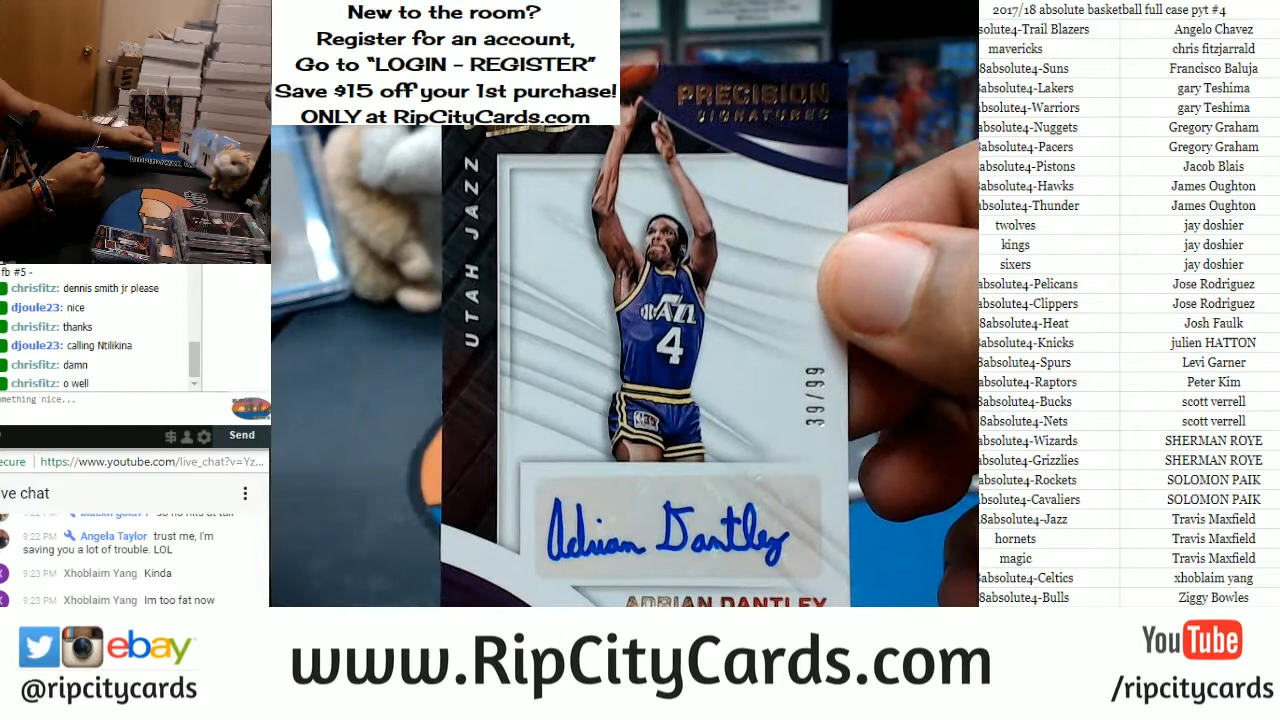 New to the room?
Register for an account,
Go to “LOGIN - REGISTER”
Save $15 off your 1st purchase!
ONLY at RipCityCards.com
fb #5 -
chrisfitz: dennis smith jr please
djoule23: nice
chrisfitz: thanks
djoule23: calling Ntilikina
chrisfitz: damn
chrisfitz: o well
omething nice...
Send
ecure | https://www.youtube.com/live_chat?v=Yz...
ve chat
9:22 PM Angela Taylor trust me, I'm
saving you a lot of trouble. LOL
9:23 PM Xhoblaim Yang Kinda
9:23 PM Xhoblaim Yang Im too fat now
PRECISION
SIGNATURES
UTAH JAZZ
JAZZ
4
39/99
Adrian Dantley
ADRIAN DANTLEY
2017/18 absolute basketball full case pyt #4
solute4-Trail Blazers Angelo Chavez
mavericks chris fitzjarrald
8absolute4-Suns Francisco Baluja
absolute4-Lakers gary Teshima
bsolute4-Warriors gary Teshima
absolute4-Nuggets Gregory Graham
absolute4-Pacers Gregory Graham
absolute4-Pistons Jacob Blais
absolute4-Hawks James Oughton
absolute4-Thunder James Oughton
twolves jay doshier
kings jay doshier
sixers jay doshier
absolute4-Pelicans Jose Rodriguez
absolute4-Clippers Jose Rodriguez
8absolute4-Heat Josh Faulk
absolute4-Knicks julien HATTON
8absolute4-Spurs Levi Garner
absolute4-Raptors Peter Kim
absolute4-Bucks scott verrell
8absolute4-Nets scott verrell
absolute4-Wizards SHERMAN ROYE
bsolute4-Grizzlies SHERMAN ROYE
absolute4-Rockets SOLOMON PAIK
absolute4-Cavaliers SOLOMON PAIK
8absolute4-Jazz Travis Maxfield
hornets Travis Maxfield
magic Travis Maxfield
absolute4-Celtics xhoblaim yang
8absolute4-Bulls Ziggy Bowles
ebay
@ripcitycards
www.RipCityCards.com
YouTube
/ripcitycards